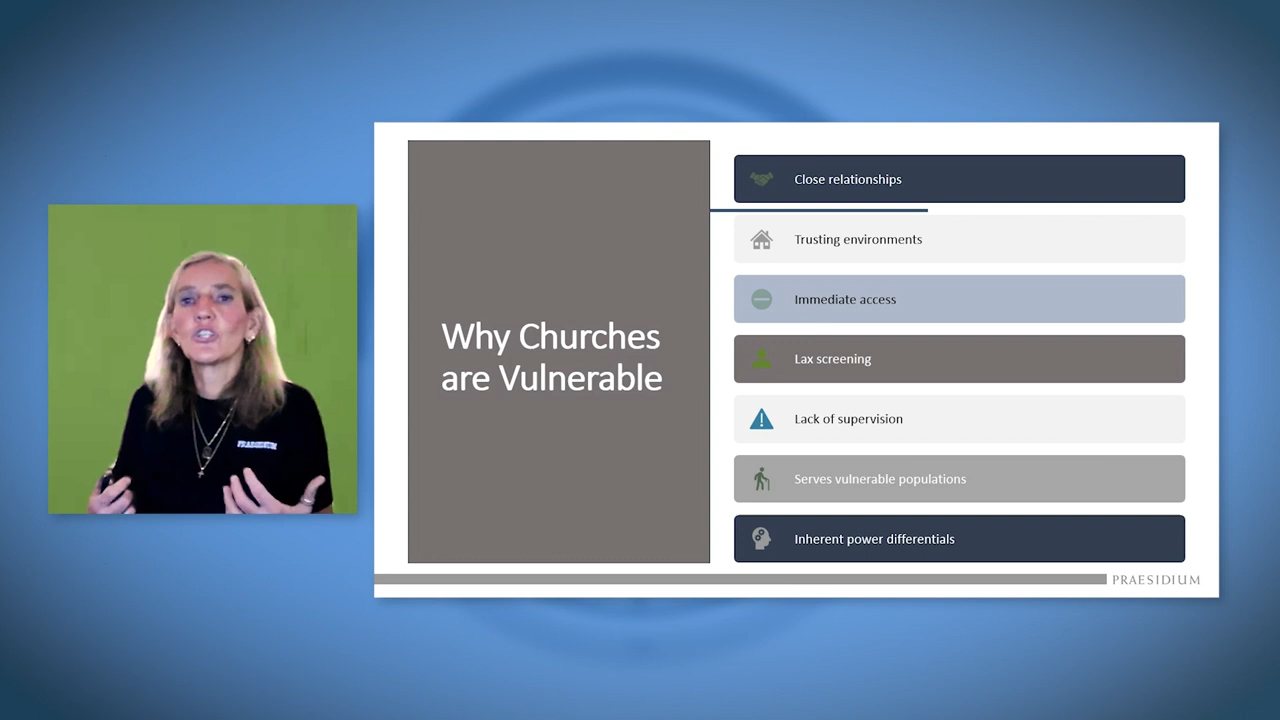 Why Churches
are Vulnerable
Close relationships
Trusting environments
Immediate access
Lax screening
Lack of supervision
Serves vulnerable populations
Inherent power differentials
PRAESIDIUM
PRAESIDIUM